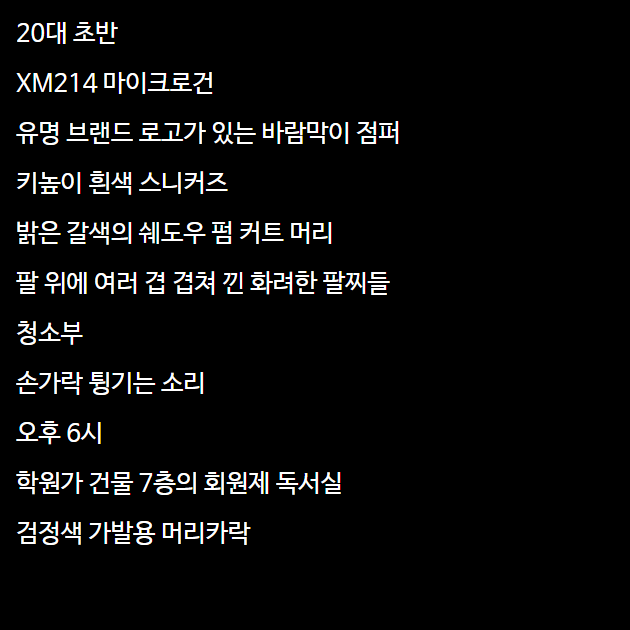 20대 초반
XM214 마이크로건
유명 브랜드 로고가 있는 바람막이 점퍼
키높이 흰색 스니커즈
밝은 갈색의 쉐도우 펌 커트 머리
팔 위에 여러 겹 겹쳐 낀 화려한 팔찌들
청소부
손가락 튕기는 소리
오후 6시
학원가 건물 7층의 회원제 독서실
검정색 가발용 머리카락